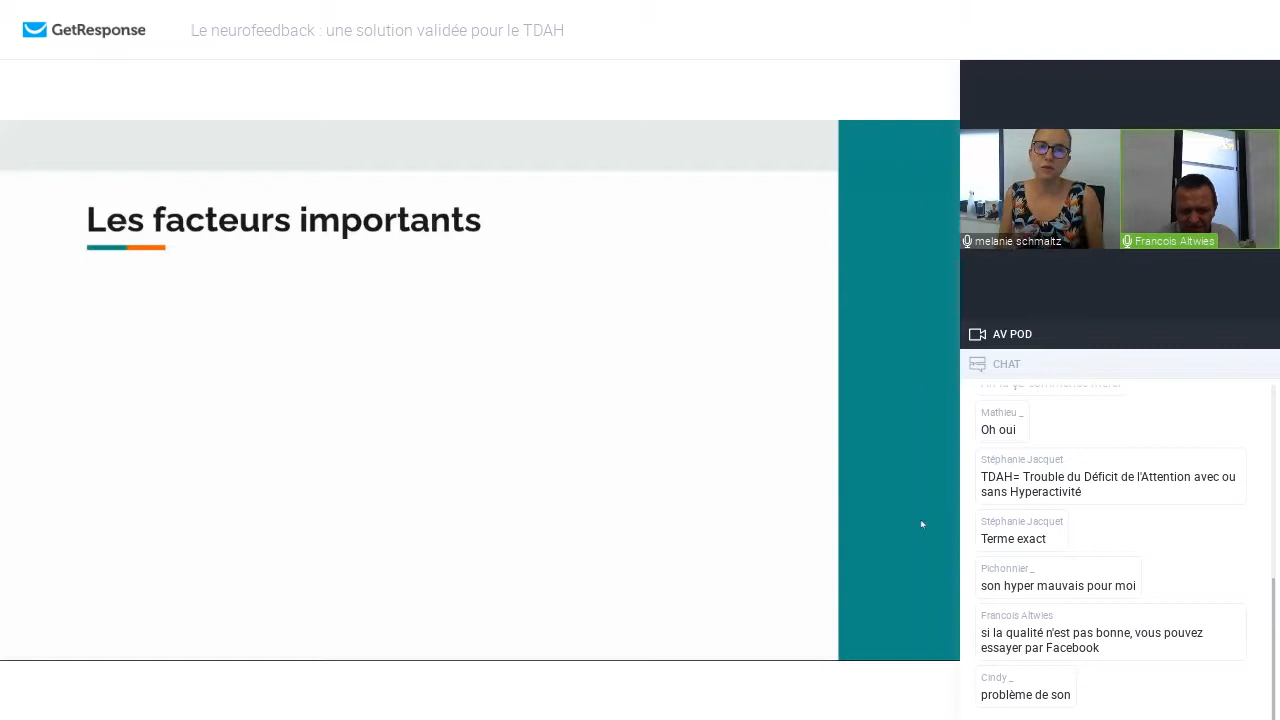 GetResponse
Le neurofeedback : une solution validée pour le TDAH
Les facteurs importants
melanie schmaltz
Francois Altwies
AV POD
CHAT
Mathieu _
Oh oui
Stéphanie Jacquet
TDAH= Trouble du Déficit de l'Attention avec ou
sans Hyperactivité
Stéphanie Jacquet
Terme exact
Pichonnier _
son hyper mauvais pour moi
Francois Altwies
si la qualité n'est pas bonne, vous pouvez
essayer par Facebook
Cindy _
problème de son